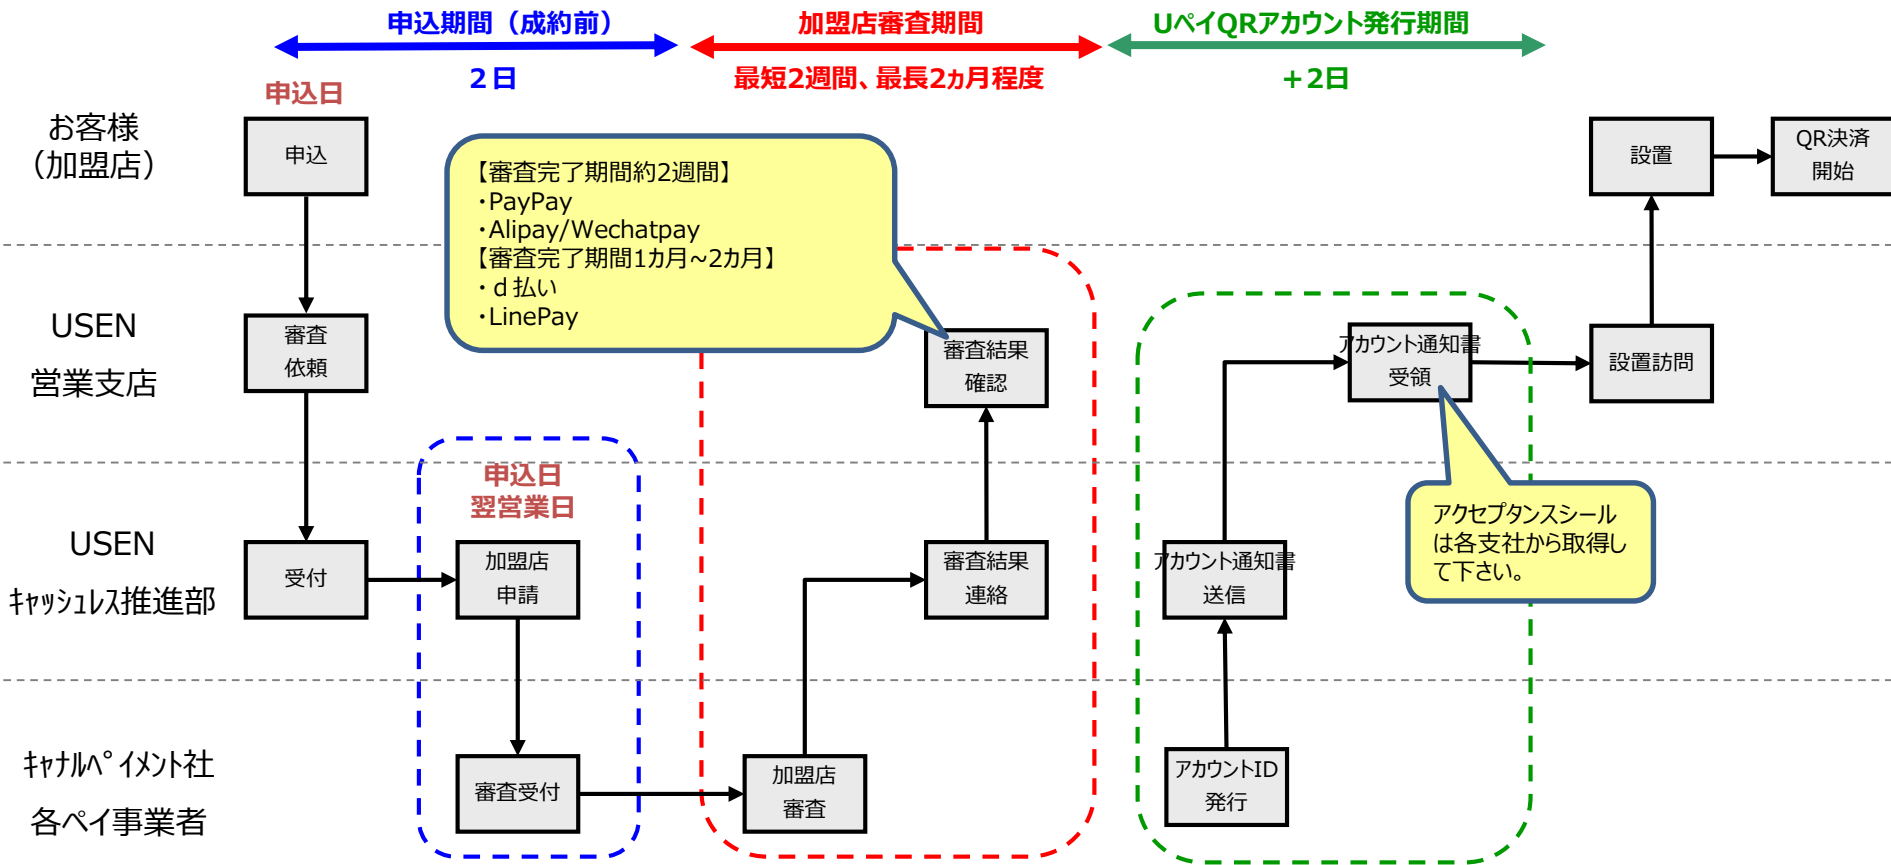 申込期間（成約前）
加盟店審査期間
UペイQRアカウント発行期間
２日
最短2週間、最長2ヵ月程度
+2日
申込日
お客様
（加盟店）
申込
【審査完了期間約2週間】
・PayPay
・Alipay/Wechatpay
【審査完了期間1カ月~2カ月】
・ｄ払い
・LinePay
設置
QR決済
開始
USEN
営業支店
審査
依頼
審査結果
確認
アカウント通知書
受領
設置訪問
申込日
翌営業日
アクセプタンスシール
は各支社から取得し
て下さい。
USEN
ｷｬｯｼｭﾚｽ推進部
受付
加盟店
申請
審査結果
連絡
アカウント通知書
送信
ｷｬﾅﾙﾍﾟｲﾒﾝﾄ社
各ペイ事業者
審査受付
加盟店
審査
アカウントID
発行